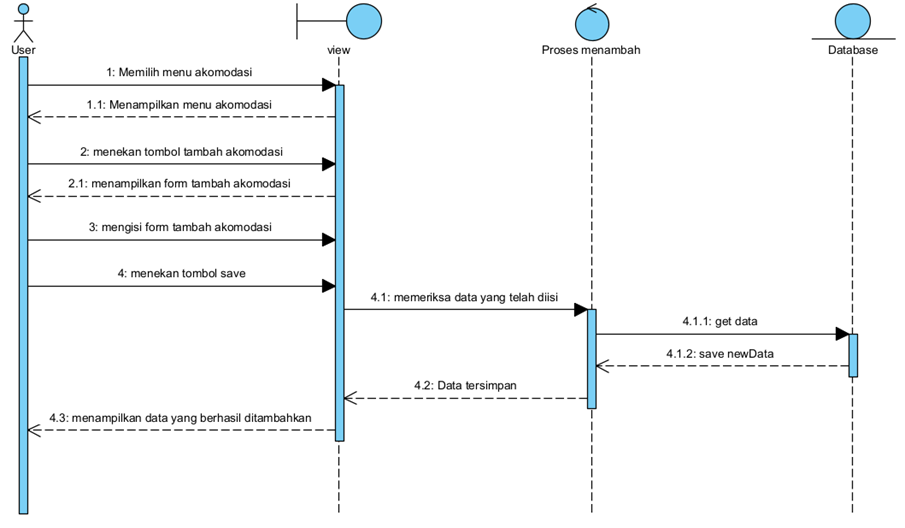 User
view
Proses menambah
Database
1: Memilih menu akomodasi
1.1: Menampilkan menu akomodasi
2: menekan tombol tambah akomodasi
2.1: menampilkan form tambah akomodasi
3: mengisi form tambah akomodasi
4: menekan tombol save
4.1: memeriksa data yang telah diisi
4.1.1: get data
4.1.2: save newData
4.2: Data tersimpan
4.3: menampilkan data yang berhasil ditambahkan